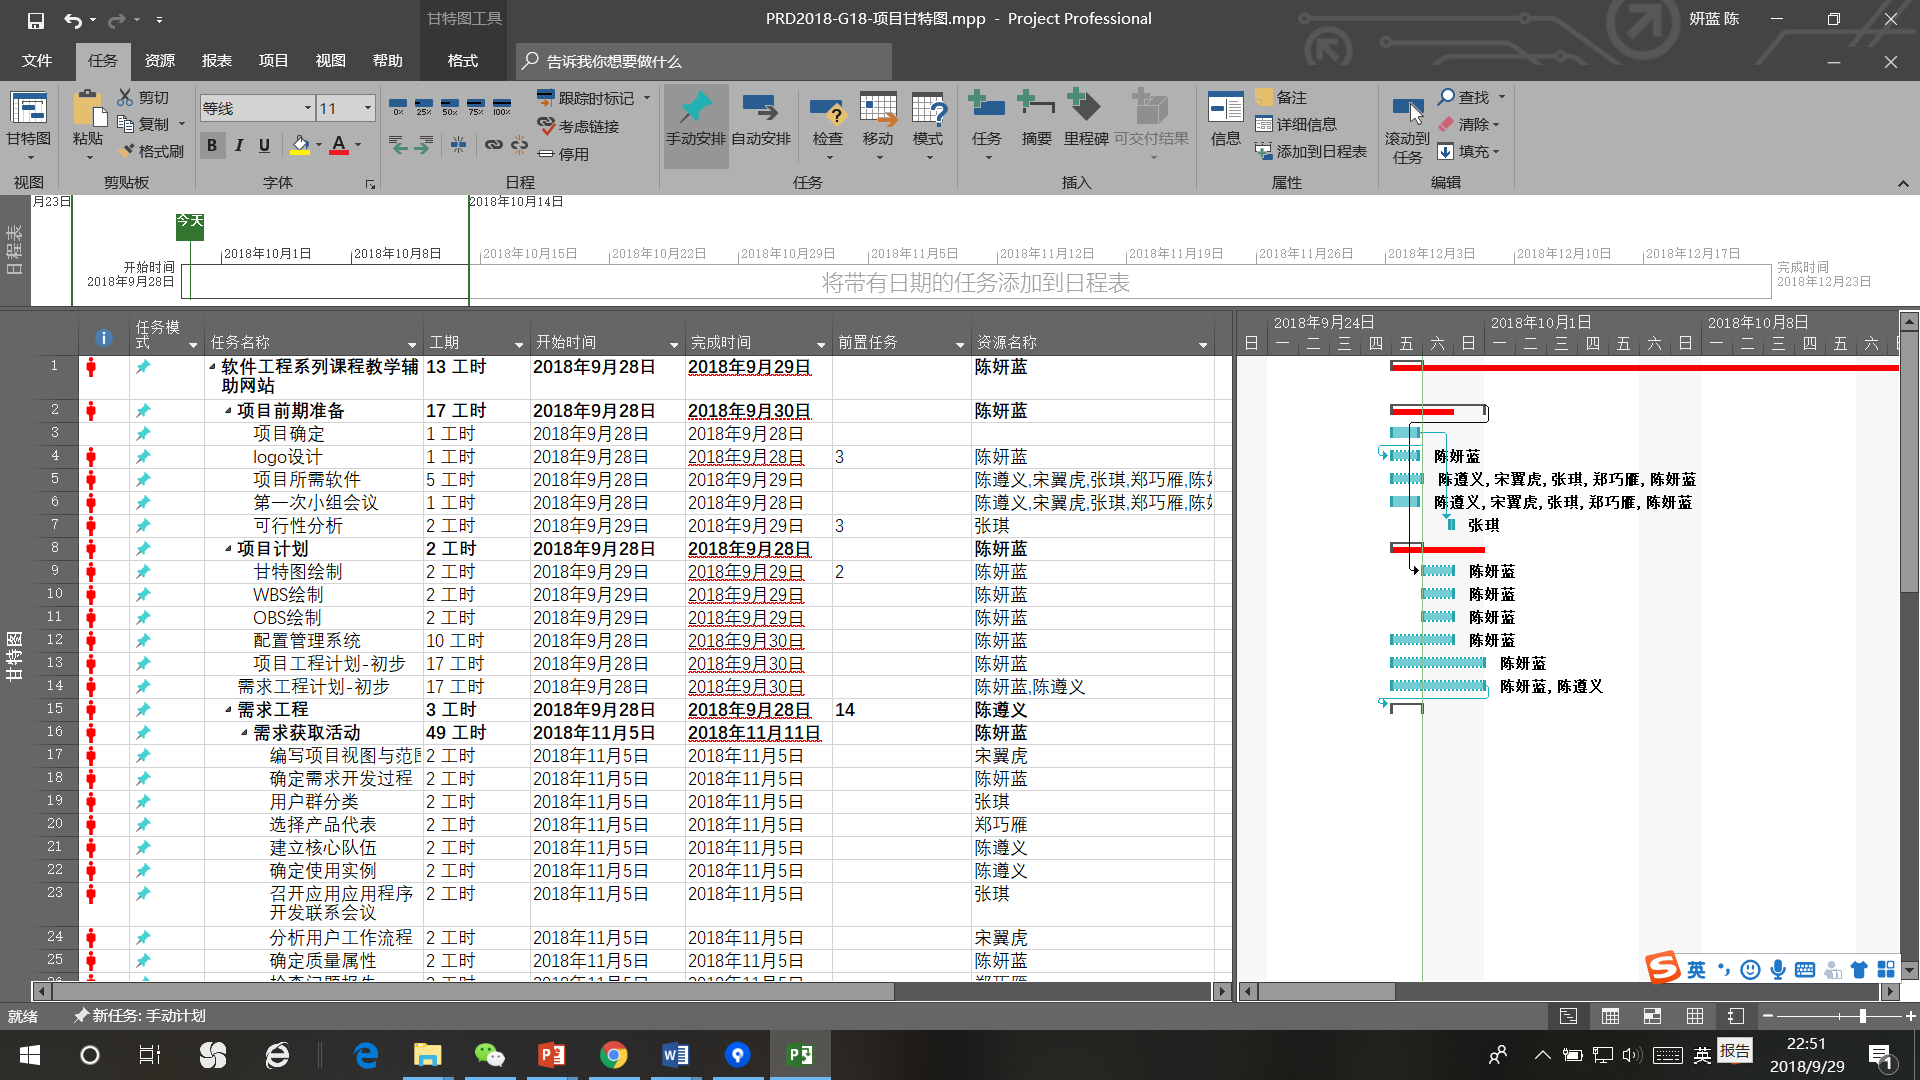 甘特图工具
PRD2018-G18-项目甘特图.mpp - Project Professional
妍蓝 陈
文件 任务 资源 报表 项目 视图 帮助 格式 告诉我你想要做什么
甘特图 粘贴 剪切 复制 格式刷
等线 11
B I U A
0% 25% 50% 75% 100%
跟踪时标记 考虑链接 停用
手动安排 自动安排 检查 移动 模式
任务 摘要 里程碑 可交付结果
信息 备注 详细信息 添加到日程表
滚动到任务 查找 清除 填充
视图 剪贴板 字体 日程 任务 插入 属性 编辑
日程表
月23日 2018年10月14日
今天
2018年10月1日 2018年10月8日 2018年10月15日 2018年10月22日 2018年10月29日 2018年11月5日 2018年11月12日 2018年11月19日 2018年11月26日 2018年12月3日 2018年12月10日 2018年12月17日
开始时间
2018年9月28日
将带有日期的任务添加到日程表
完成时间
2018年12月23日
任务模式 任务名称 工期 开始时间 完成时间 前置任务 资源名称
2018年9月24日 2018年10月1日 2018年10月8日
日 一 二 三 四 五 六 日 一 二 三 四 五 六 日 一 二 三 四 五 六
甘特图
1 软件工程系列课程教学辅助网站 13 工时 2018年9月28日 2018年9月29日 陈妍蓝
2 项目前期准备 17 工时 2018年9月28日 2018年9月30日 陈妍蓝
3 项目确定 1 工时 2018年9月28日 2018年9月28日
4 logo设计 1 工时 2018年9月28日 2018年9月28日 3 陈妍蓝 陈妍蓝
5 项目所需软件 5 工时 2018年9月28日 2018年9月29日 陈遵义,宋翼虎,张琪,郑巧雁,陈 陈遵义, 宋翼虎, 张琪, 郑巧雁, 陈妍蓝
6 第一次小组会议 1 工时 2018年9月28日 2018年9月28日 陈遵义,宋翼虎,张琪,郑巧雁,陈 陈遵义, 宋翼虎, 张琪, 郑巧雁, 陈妍蓝
7 可行性分析 2 工时 2018年9月29日 2018年9月29日 3 张琪 张琪
8 项目计划 2 工时 2018年9月28日 2018年9月28日 陈妍蓝
9 甘特图绘制 2 工时 2018年9月29日 2018年9月29日 2 陈妍蓝 陈妍蓝
10 WBS绘制 2 工时 2018年9月29日 2018年9月29日 陈妍蓝 陈妍蓝
11 OBS绘制 2 工时 2018年9月29日 2018年9月29日 陈妍蓝 陈妍蓝
12 配置管理系统 10 工时 2018年9月28日 2018年9月30日 陈妍蓝 陈妍蓝
13 项目工程计划-初步 17 工时 2018年9月28日 2018年9月30日 陈妍蓝 陈妍蓝
14 需求工程计划-初步 17 工时 2018年9月28日 2018年9月30日 陈妍蓝,陈遵义 陈妍蓝, 陈遵义
15 需求工程 3 工时 2018年9月28日 2018年9月28日 14 陈遵义
16 需求获取活动 49 工时 2018年11月5日 2018年11月11日 陈妍蓝
17 编写项目视图与范围 2 工时 2018年11月5日 2018年11月5日 宋翼虎
18 确定需求开发过程 2 工时 2018年11月5日 2018年11月5日 陈妍蓝
19 用户群分类 2 工时 2018年11月5日 2018年11月5日 张琪
20 选择产品代表 2 工时 2018年11月5日 2018年11月5日 郑巧雁
21 建立核心队伍 2 工时 2018年11月5日 2018年11月5日 陈遵义
22 确定使用实例 2 工时 2018年11月5日 2018年11月5日 陈遵义
23 召开应用应用程序开发联系会议 2 工时 2018年11月5日 2018年11月5日 张琪
24 分析用户工作流程 2 工时 2018年11月5日 2018年11月5日 宋翼虎
25 确定质量属性 2 工时 2018年11月5日 2018年11月5日 陈妍蓝
英
就绪 新任务: 手动计划
英 报告 22:51
2018/9/29
1